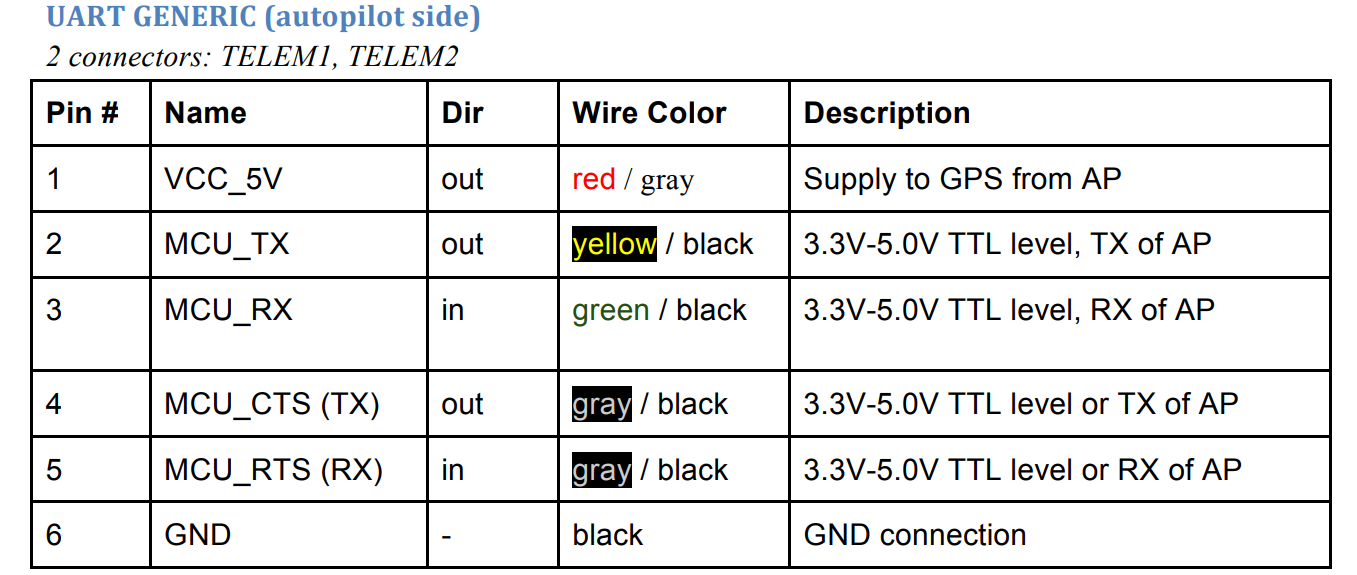 UART GENERIC (autopilot side)
2 connectors: TELEM1, TELEM2
Pin # Name Dir Wire Color Description
1 VCC_5V out red / gray Supply to GPS from AP
2 MCU_TX out yellow / black 3.3V-5.0V TTL level, TX of AP
3 MCU_RX in green / black 3.3V-5.0V TTL level, RX of AP
4 MCU_CTS (TX) out gray / black 3.3V-5.0V TTL level or TX of AP
5 MCU_RTS (RX) in gray / black 3.3V-5.0V TTL level or RX of AP
6 GND - black GND connection